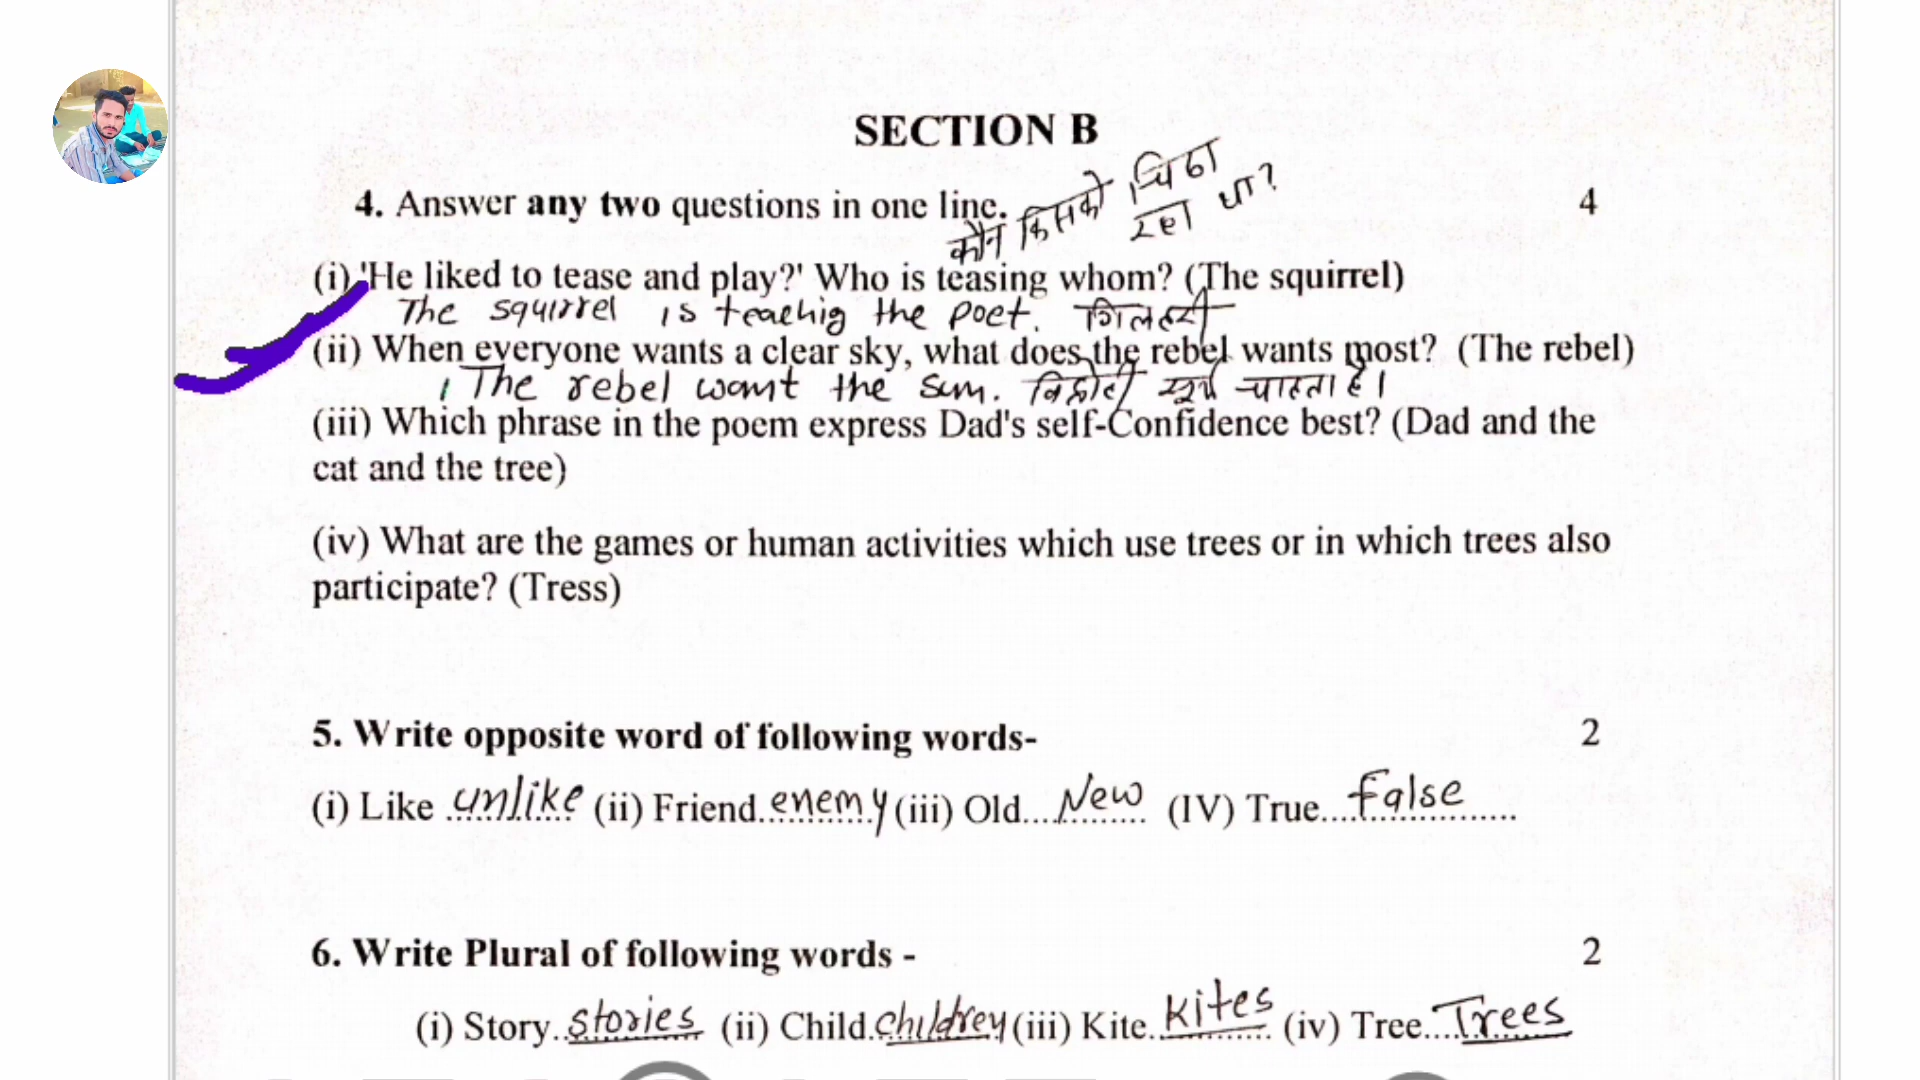 SECTION B
कौन किसको चिढा रहा था?
4. Answer any two questions in one line. 4
(i) 'He liked to tease and play?' Who is teasing whom? (The squirrel)
The squirrel is teaehig the poet. गिलहरी
(ii) When everyone wants a clear sky, what does the rebel wants most? (The rebel)
The rebel want the sun. विद्रोही सूर्य चाहता है।
(iii) Which phrase in the poem express Dad's self-Confidence best? (Dad and the
cat and the tree)
(iv) What are the games or human activities which use trees or in which trees also
participate? (Tress)
5. Write opposite word of following words- 2
(i) Like unlike (ii) Friend..enemy (iii) Old....New (IV) True....False
6. Write Plural of following words - 2
(i) Story..stories (ii) Child.children (iii) Kite..Kites (iv) Tree....Trees